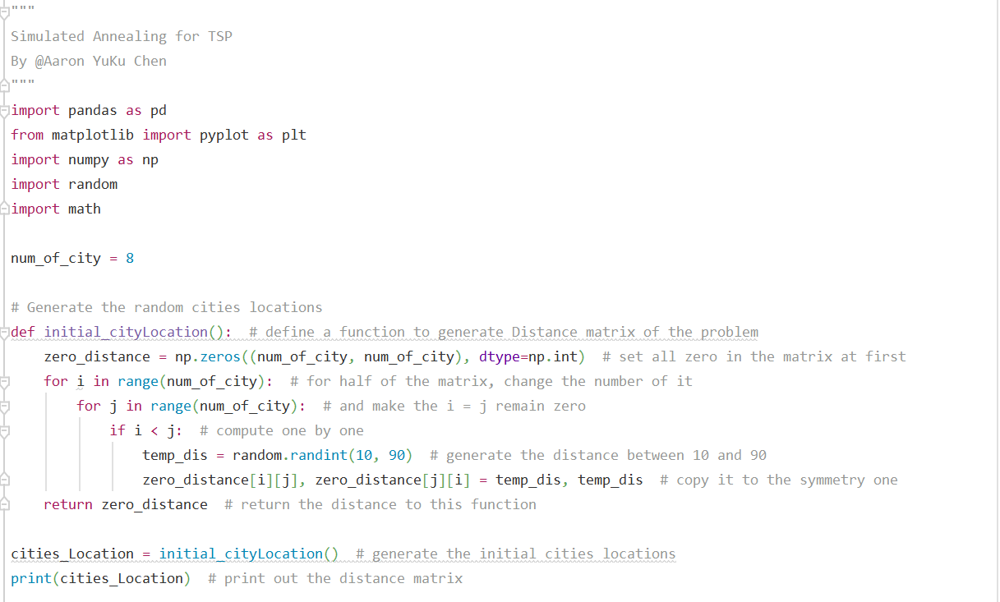 """
Simulated Annealing for TSP
By @Aaron YuKu Chen
"""
import pandas as pd
from matplotlib import pyplot as plt
import numpy as np
import random
import math

num_of_city = 8

# Generate the random cities locations
def initial_cityLocation():  # define a function to generate Distance matrix of the problem
    zero_distance = np.zeros((num_of_city, num_of_city), dtype=np.int)  # set all zero in the matrix at first
    for i in range(num_of_city):  # for half of the matrix, change the number of it
        for j in range(num_of_city):  # and make the i = j remain zero
            if i < j:  # compute one by one
                temp_dis = random.randint(10, 90)  # generate the distance between 10 and 90
                zero_distance[i][j], zero_distance[j][i] = temp_dis, temp_dis  # copy it to the symmetry one
    return zero_distance  # return the distance to this function

cities_Location = initial_cityLocation()  # generate the initial cities locations
print(cities_Location)  # print out the distance matrix